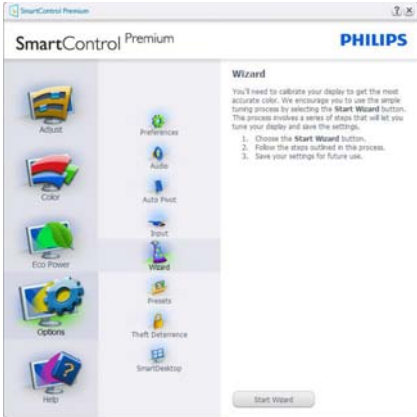 SmartControl Premium
SmartControl Premium
PHILIPS
Adjust
Color
Eco Power
Options
Help
Preferences
Audio
Auto Pivot
Input
Wizard
Presets
Theft Deterrence
SmartDesktop
Wizard
You'll need to calibrate your display to get the most
accurate color. We encourage you to use the simple
tuning process by selecting the Start Wizard button.
This process involves a series of steps that will let you
tune your display and save the settings.
1. Choose the Start Wizard button.
2. Follow the steps outlined in the process.
3. Save your settings for future use.
Start Wizard